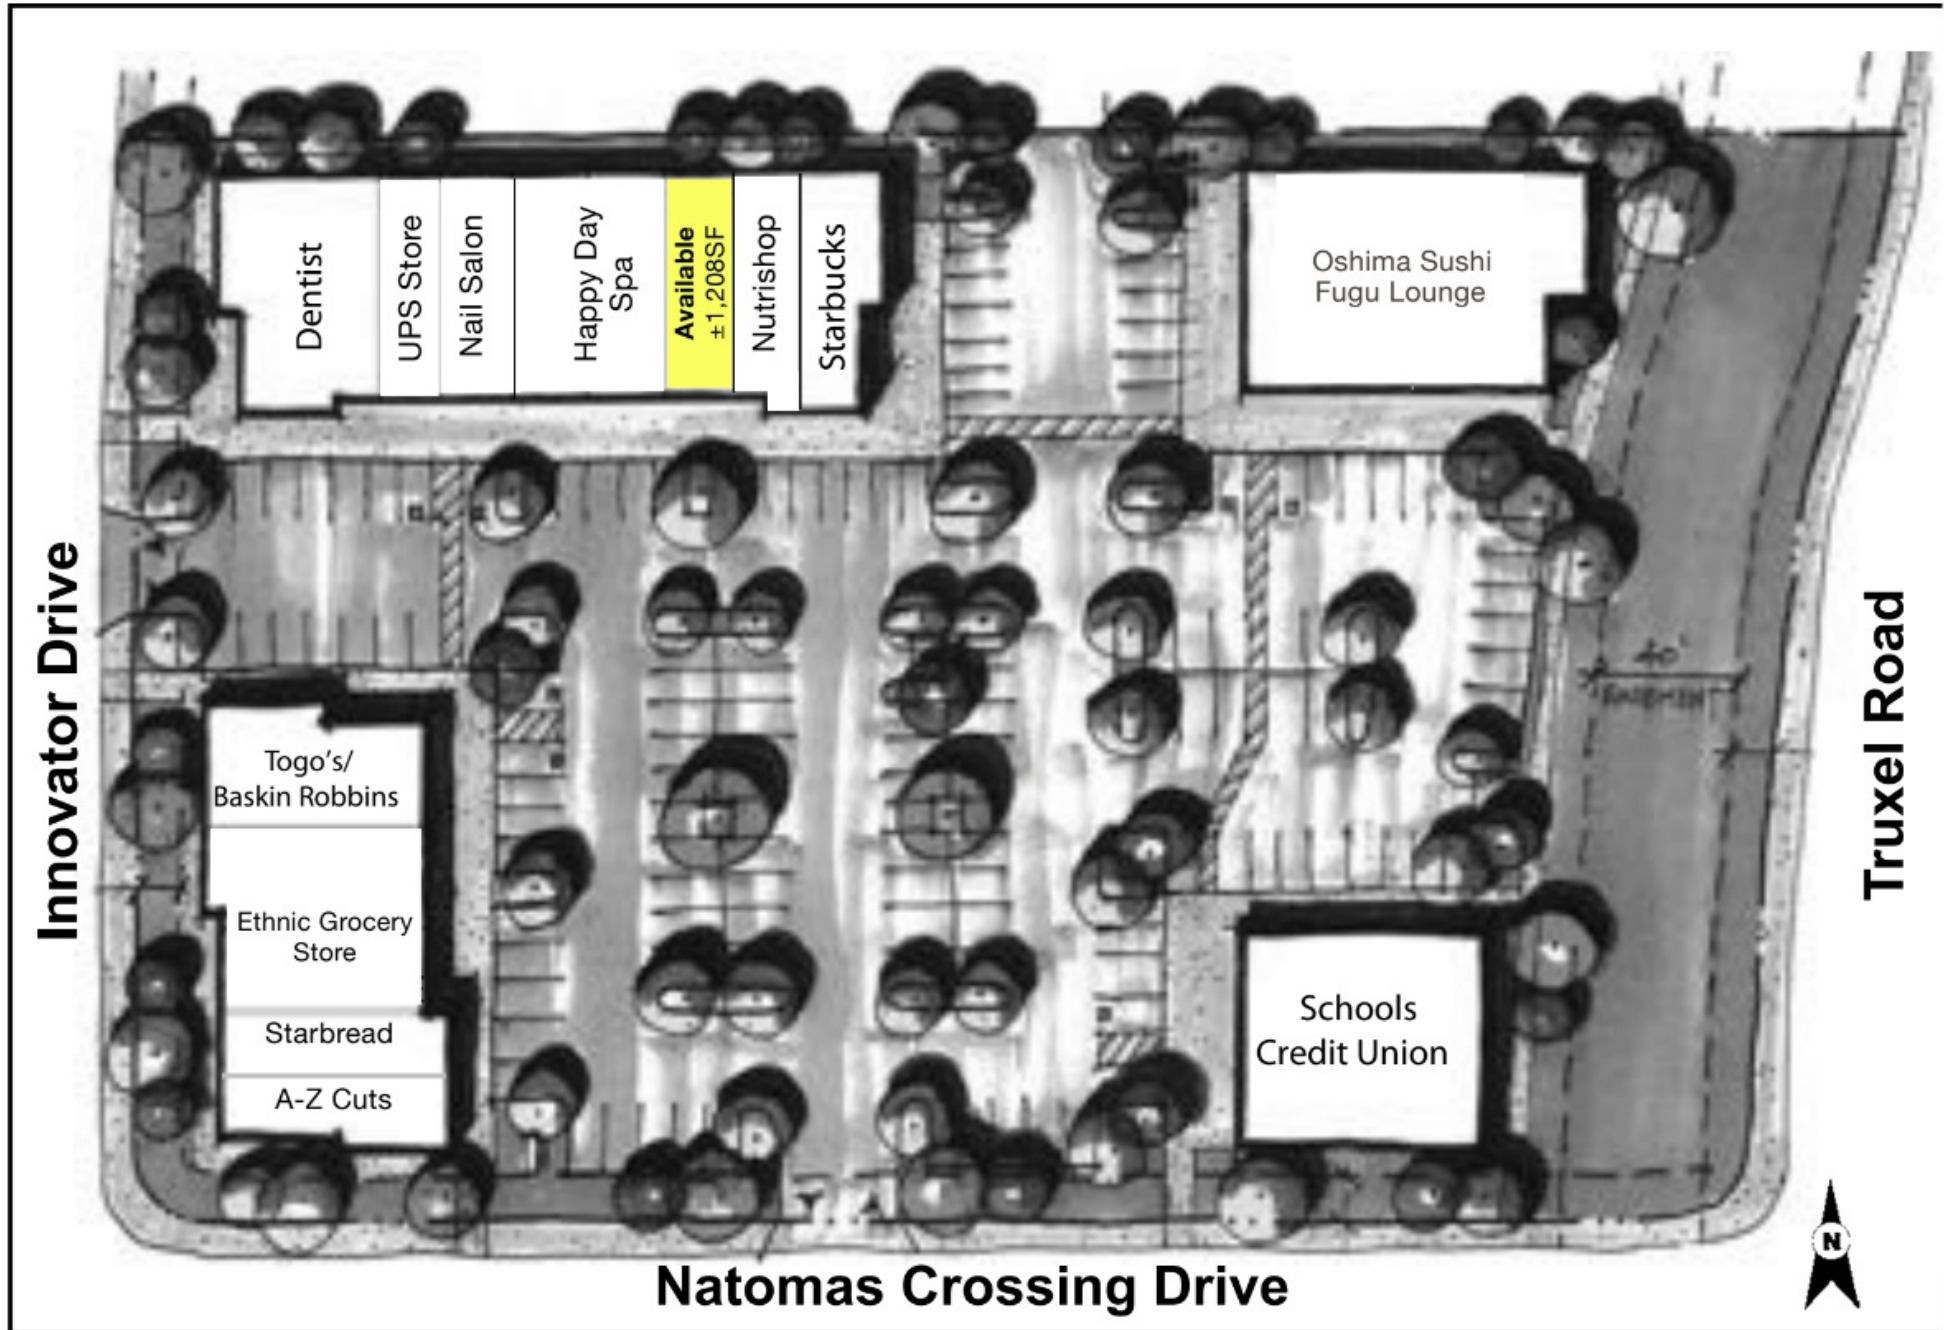 Dentist
UPS Store
Nail Salon
Happy Day
Spa
Available
±1,208SF
Nutrishop
Starbucks
Oshima Sushi
Fugu Lounge
Innovator Drive
40'
Truxel Road
Togo's/
Baskin Robbins
Ethnic Grocery
Store
Starbread
A-Z Cuts
Schools
Credit Union
Natomas Crossing Drive
N